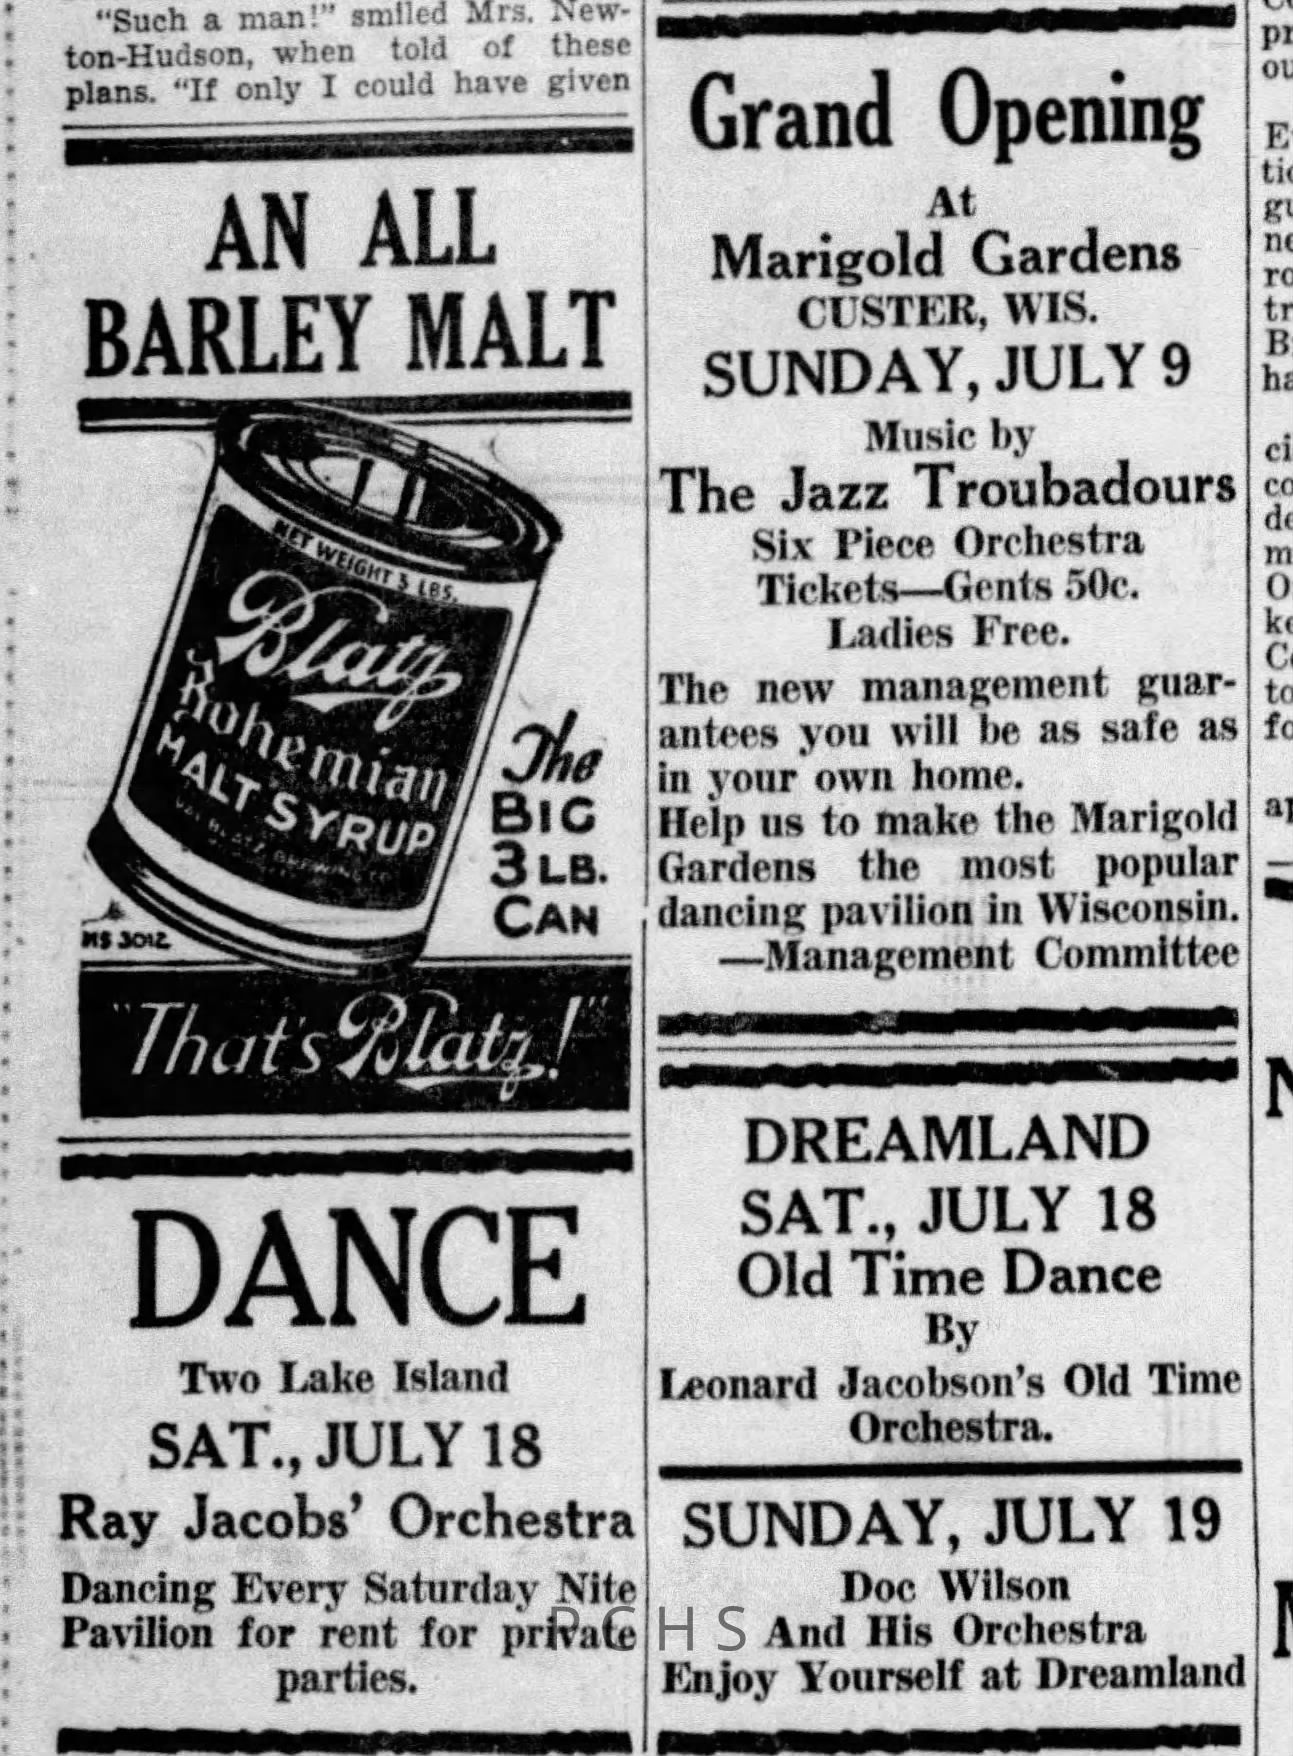 "Such a man!" smiled Mrs. New-
ton-Hudson, when told of these
plans. "If only I could have given
AN ALL
BARLEY MALT
NET WEIGHT 3 LBS.
Blatz
Bohemian
MALT SYRUP
The
BIG
3 LB.
CAN
MS 3012
"That's Blatz!"
DANCE
Two Lake Island
SAT., JULY 18
Ray Jacobs' Orchestra
Dancing Every Saturday Nite
Pavilion for rent for private
parties.
Grand Opening
At
Marigold Gardens
CUSTER, WIS.
SUNDAY, JULY 9
Music by
The Jazz Troubadours
Six Piece Orchestra
Tickets—Gents 50c.
Ladies Free.
The new management guar-
antees you will be as safe as
in your own home.
Help us to make the Marigold
Gardens the most popular
dancing pavilion in Wisconsin.
—Management Committee
DREAMLAND
SAT., JULY 18
Old Time Dance
By
Leonard Jacobson's Old Time
Orchestra.
SUNDAY, JULY 19
Doc Wilson
And His Orchestra
Enjoy Yourself at Dreamland
PCHS